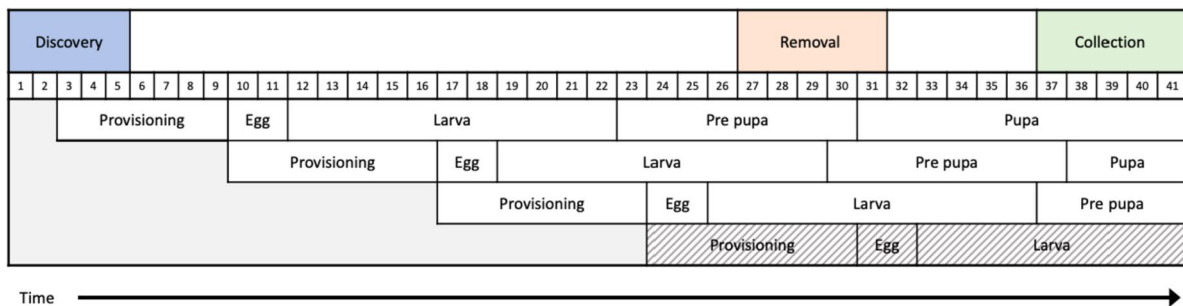 Discovery Removal Collection
1 2 3 4 5 6 7 8 9 10 11 12 13 14 15 16 17 18 19 20 21 22 23 24 25 26 27 28 29 30 31 32 33 34 35 36 37 38 39 40 41
Provisioning Egg Larva Pre pupa Pupa
Provisioning Egg Larva Pre pupa Pupa
Provisioning Egg Larva Pre pupa
Provisioning Egg Larva
Time